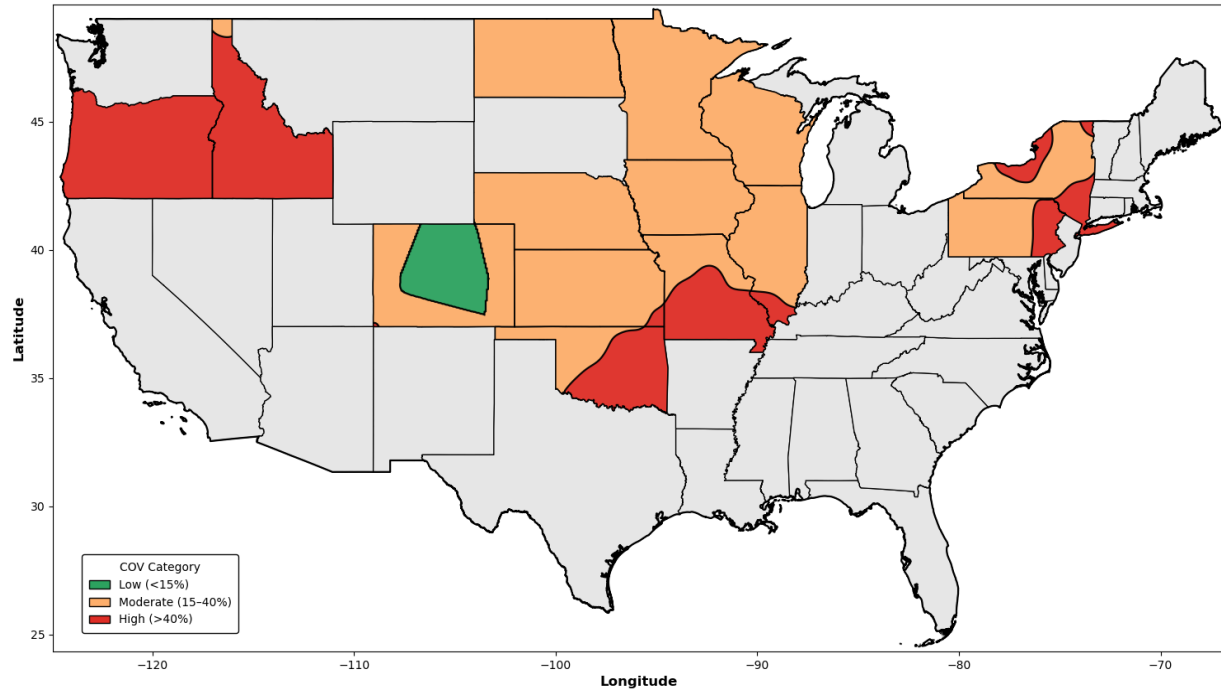 Latitude
45
40
35
30
25
COV Category
Low (<15%)
Moderate (15–40%)
High (>40%)
−120
−110
−100
−90
−80
−70
Longitude